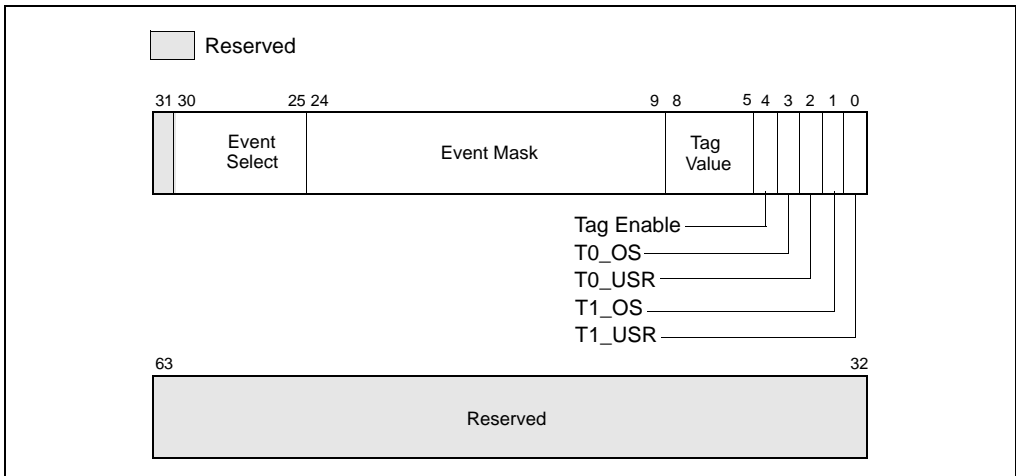 Reserved
31 30 25 24 9 8 5 4 3 2 1 0
Event
Select
Event Mask
Tag
Value
Tag Enable
T0_OS
T0_USR
T1_OS
T1_USR
63 32
Reserved